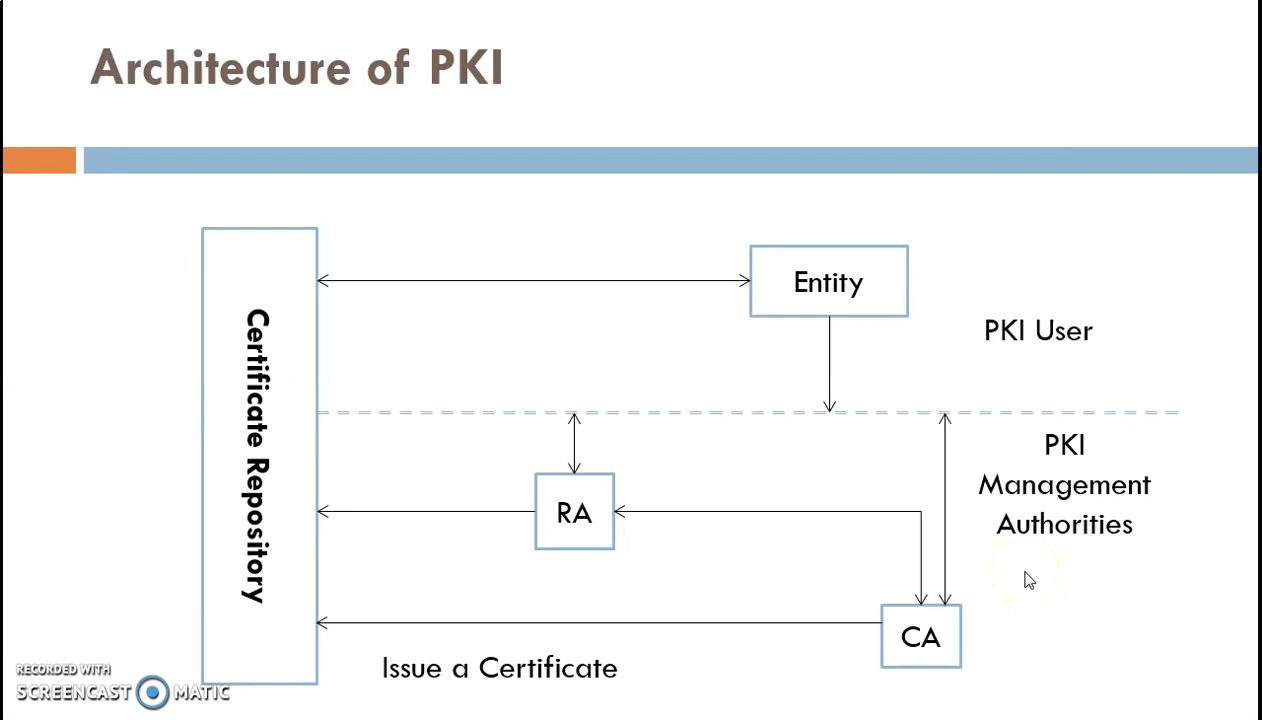 Architecture of PKI
Certificate Repository
Entity
PKI User
PKI
Management
Authorities
RA
CA
Issue a Certificate
RECORDED WITH
SCREENCAST MATIC